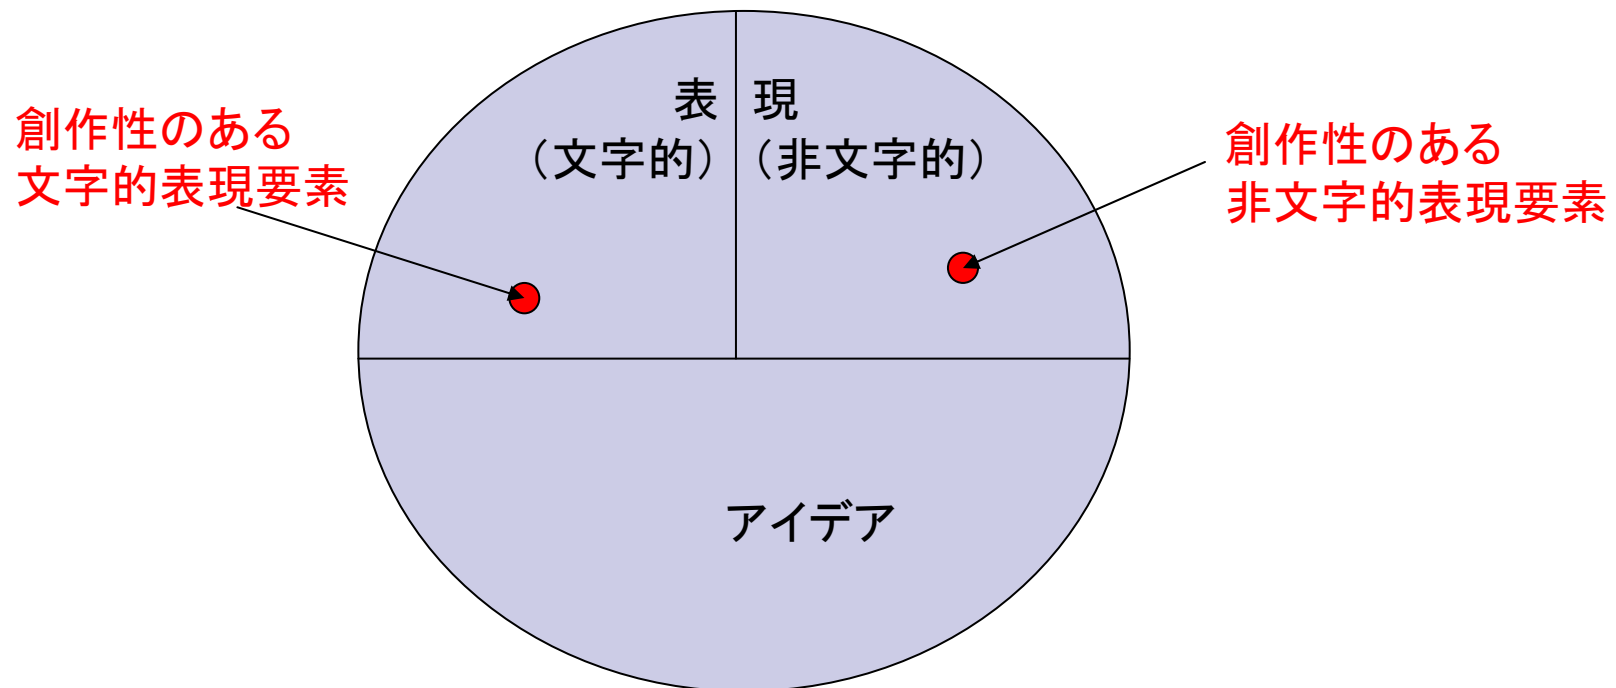 表 現
（文字的）（非文字的）
創作性のある
文字的表現要素
創作性のある
非文字的表現要素
アイデア